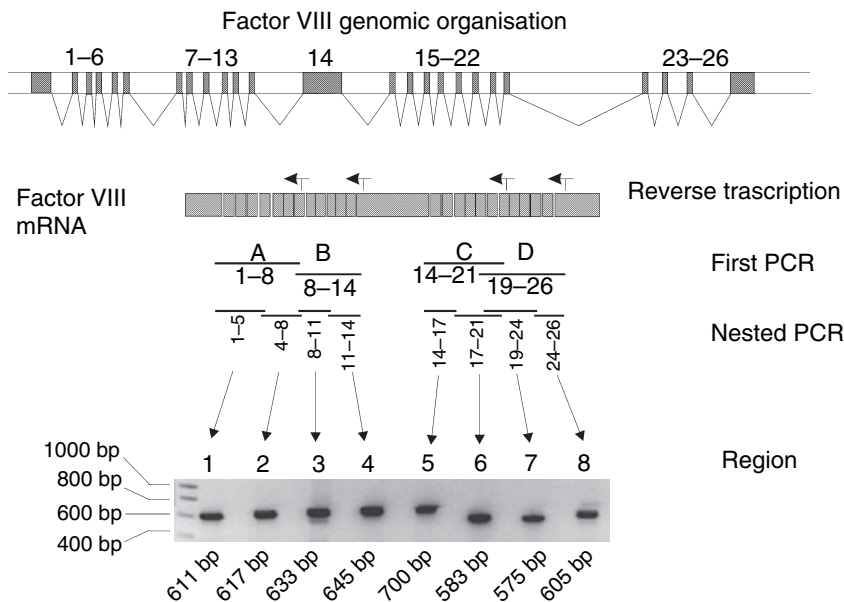 Factor VIII genomic organisation
1–6 7–13 14 15–22 23–26
Factor VIII
mRNA
Reverse trascription
A B C D
1–8 8–14 14–21 19–26
First PCR
1–5 4–8 8–11 11–14 14–17 17–21 19–24 24–26
Nested PCR
1 2 3 4 5 6 7 8
Region
1000 bp
800 bp
600 bp
400 bp
611 bp 617 bp 633 bp 645 bp 700 bp 583 bp 575 bp 605 bp